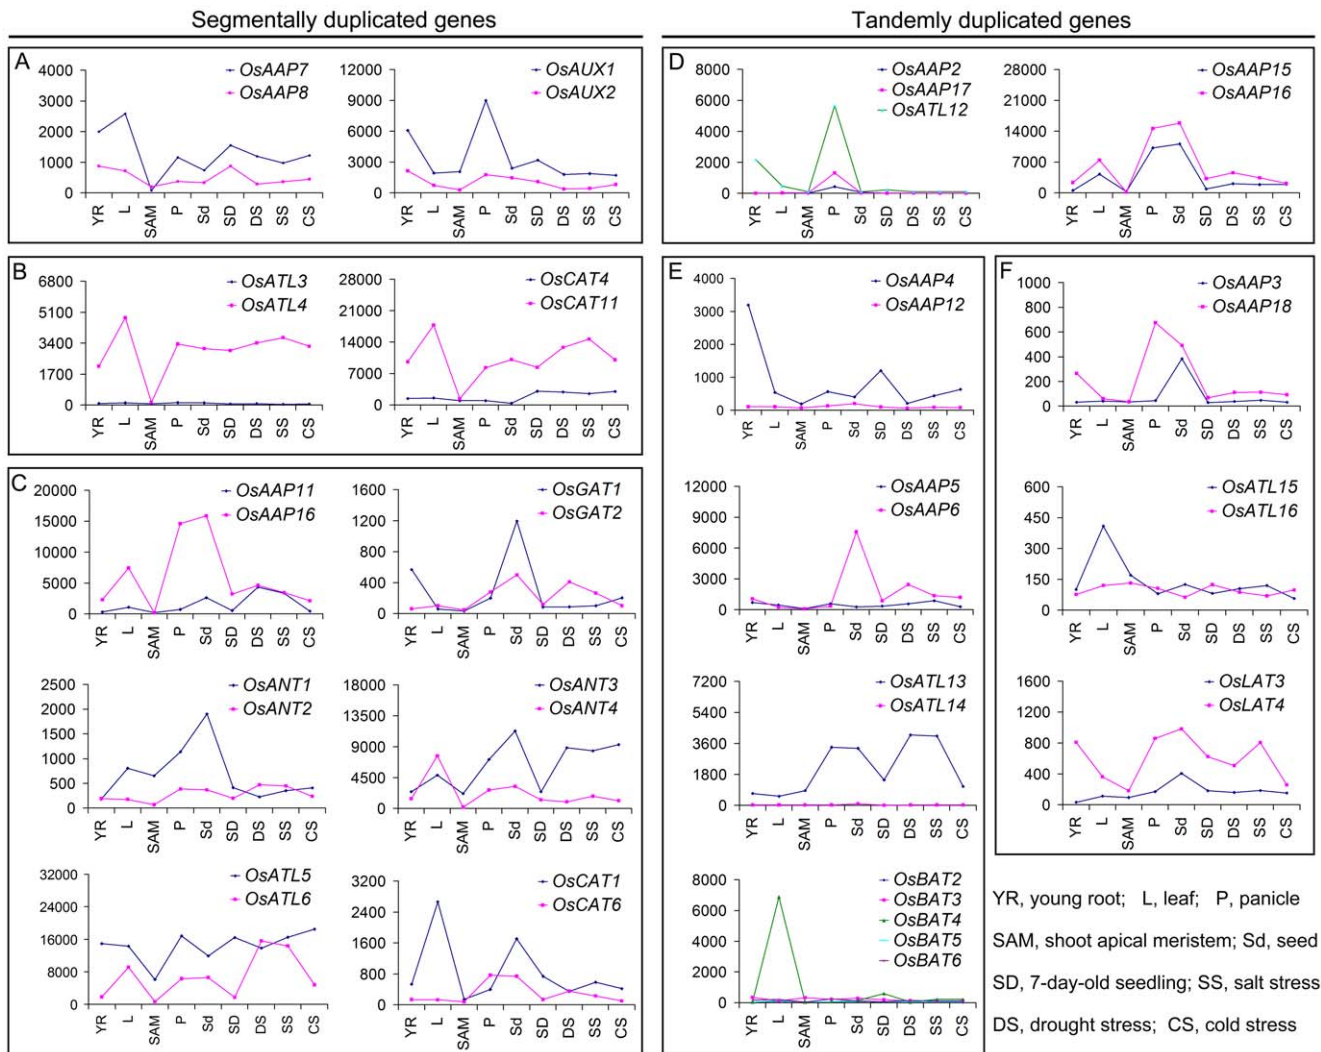 Segmentally duplicated genes
Tandemly duplicated genes
A
4000
3000
2000
1000
0
OsAAP7
OsAAP8
YR L SAM P Sd SD DS SS CS
12000
9000
6000
3000
0
OsAUX1
OsAUX2
YR L SAM P Sd SD DS SS CS
B
6800
5100
3400
1700
0
OsATL3
OsATL4
YR L SAM P Sd SD DS SS CS
28000
21000
14000
7000
0
OsCAT4
OsCAT11
YR L SAM P Sd SD DS SS CS
C
20000
15000
10000
5000
0
OsAAP11
OsAAP16
YR L SAM P Sd SD DS SS CS
1600
1200
800
400
0
OsGAT1
OsGAT2
YR L SAM P Sd SD DS SS CS
2500
2000
1500
1000
500
0
OsANT1
OsANT2
YR L SAM P Sd SD DS SS CS
18000
13500
9000
4500
0
OsANT3
OsANT4
YR L SAM P Sd SD DS SS CS
32000
24000
16000
8000
0
OsATL5
OsATL6
YR L SAM P Sd SD DS SS CS
3200
2400
1600
800
0
OsCAT1
OsCAT6
YR L SAM P Sd SD DS SS CS
D
8000
6000
4000
2000
0
OsAAP2
OsAAP17
OsATL12
YR L SAM P Sd SD DS SS CS
28000
21000
14000
7000
0
OsAAP15
OsAAP16
YR L SAM P Sd SD DS SS CS
E
4000
3000
2000
1000
0
OsAAP4
OsAAP12
YR L SAM P Sd SD DS SS CS
12000
9000
6000
3000
0
OsAAP5
OsAAP6
YR L SAM P Sd SD DS SS CS
7200
5400
3600
1800
0
OsATL13
OsATL14
YR L SAM P Sd SD DS SS CS
8000
6000
4000
2000
0
OsBAT2
OsBAT3
OsBAT4
OsBAT5
OsBAT6
YR L SAM P Sd SD DS SS CS
F
1000
800
600
400
200
0
OsAAP3
OsAAP18
YR L SAM P Sd SD DS SS CS
600
450
300
150
0
OsATL15
OsATL16
YR L SAM P Sd SD DS SS CS
1600
1200
800
400
0
OsLAT3
OsLAT4
YR L SAM P Sd SD DS SS CS
YR, young root; L, leaf; P, panicle
SAM, shoot apical meristem; Sd, seed
SD, 7-day-old seedling; SS, salt stress
DS, drought stress; CS, cold stress